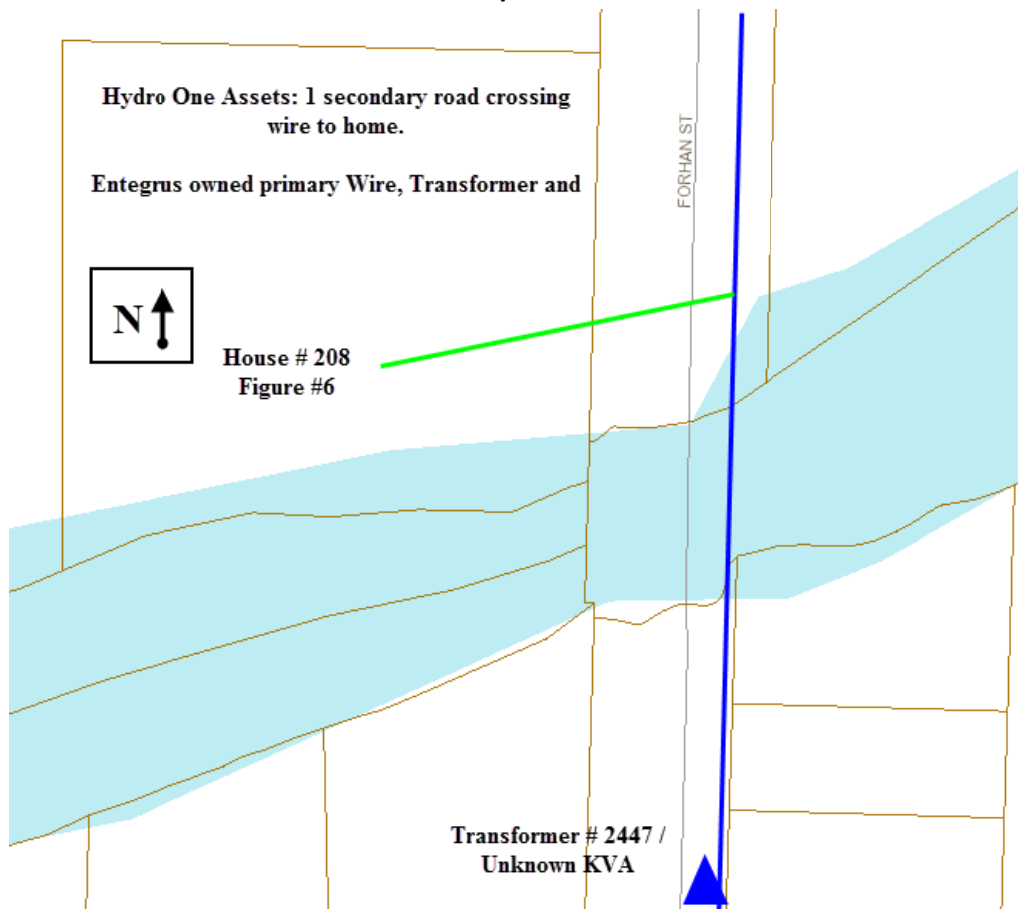 Hydro One Assets: 1 secondary road crossing
wire to home.
Entegrus owned primary Wire, Transformer and
FORHAN ST
N
House # 208
Figure #6
Transformer # 2447 /
Unknown KVA